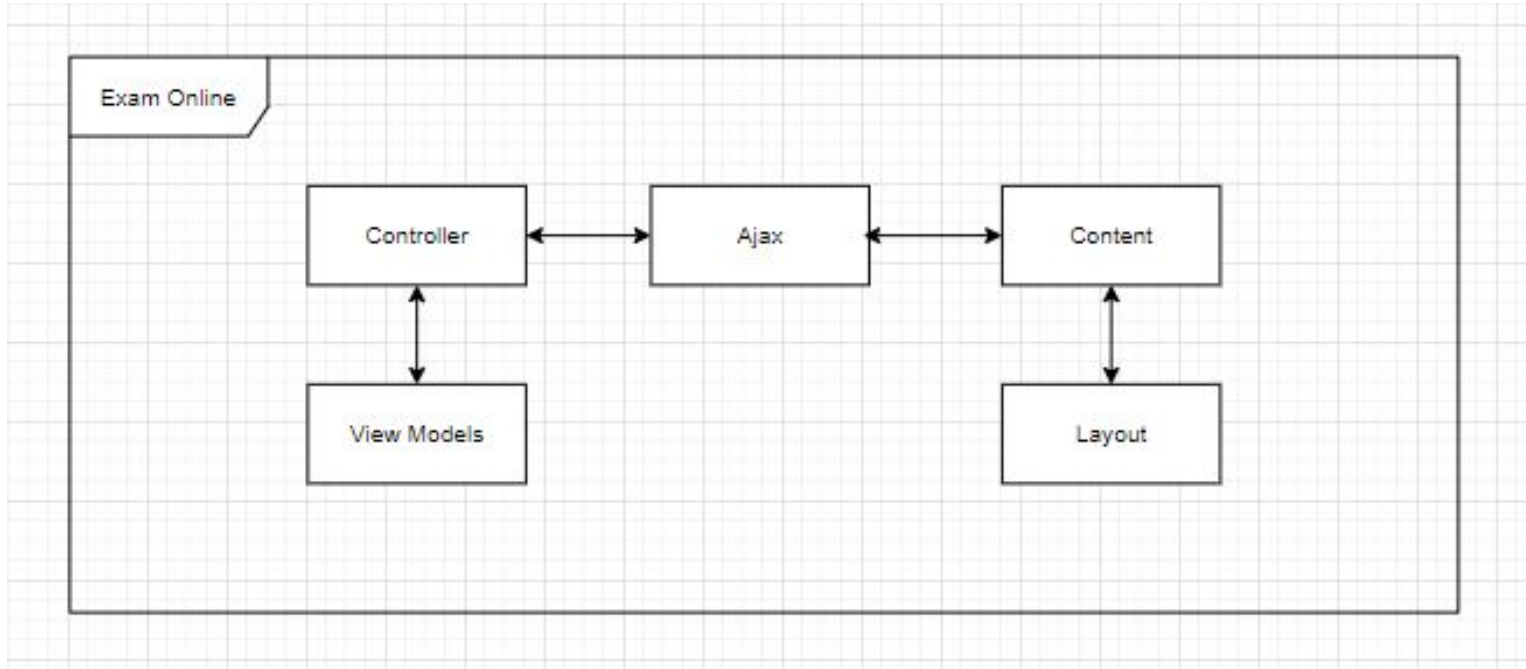 Exam Online
Controller
Ajax
Content
View Models
Layout